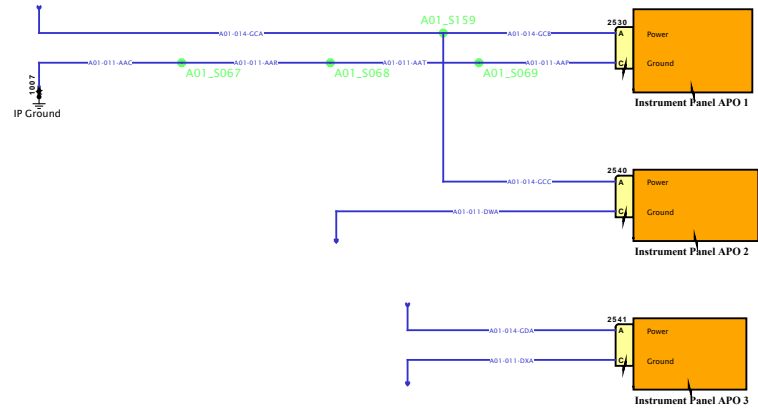 A01_S159
2530
A01-014-GCA
A01-014-GCB
A
Power
A01-011-AAC
A01-011-AAR
A01-011-AAT
A01-011-AAP
C
Ground
A01_S067
A01_S068
A01_S069
1007
IP Ground
Instrument Panel APO 1
2540
A01-014-GCC
A
Power
A01-011-DWA
C
Ground
Instrument Panel APO 2
2541
A01-014-GDA
A
Power
A01-011-DXA
C
Ground
Instrument Panel APO 3